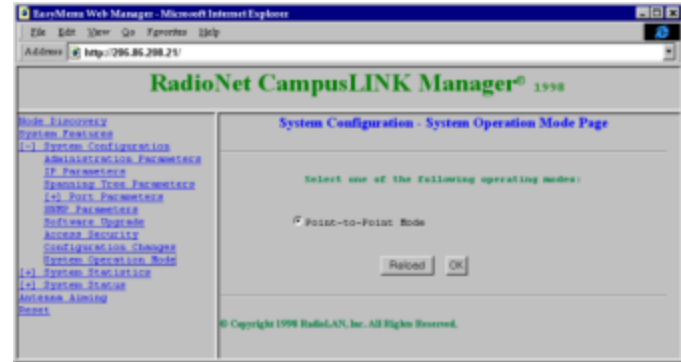 EasyMenu Web Manager - Microsoft Internet Explorer
File Edit View Go Favorites Help
Address http://206.86.208.21/
RadioNet CampusLINK Manager© 1998
Node Discovery
System Features
[-] System Configuration
Administration Parameters
IP Parameters
Spanning Tree Parameters
[+] Port Parameters
SNMP Parameters
Software Upgrade
Access Security
Configuration Changes
System Operation Mode
[+] System Statistics
[+] System Status
Antenna Aiming
Reset
System Configuration - System Operation Mode Page
Select one of the following operating modes:
Point-to-Point Mode
Reload OK
© Copyright 1998 RadioLAN, Inc. All Rights Reserved.